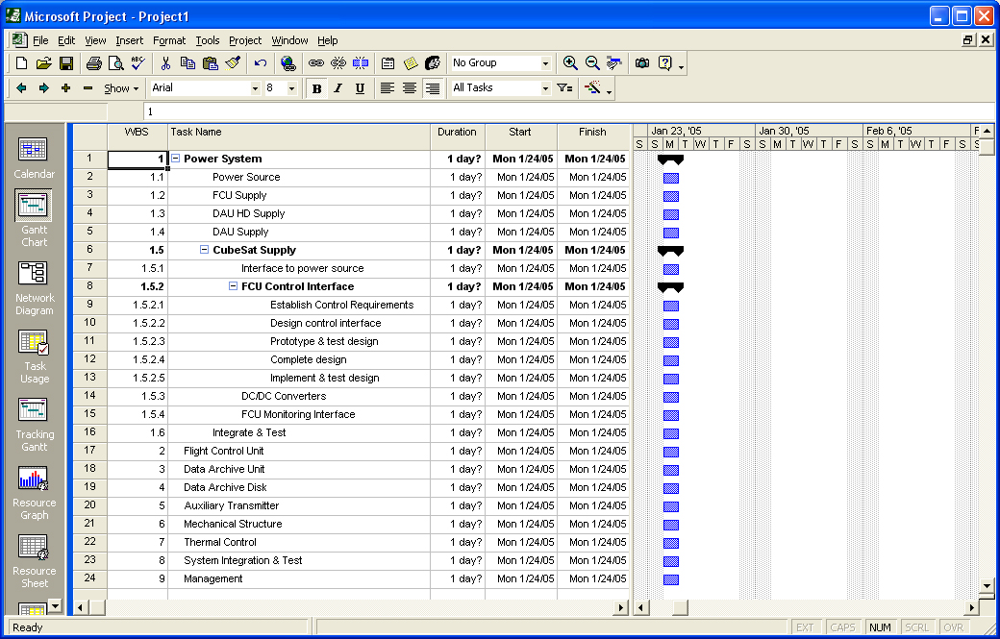 Microsoft Project - Project1
File Edit View Insert Format Tools Project Window Help
ABC No Group ?
Show Arial 8 B I U All Tasks
1
WBS Task Name Duration Start Finish Jan 23, '05 Jan 30, '05 Feb 6, '05 F
S S M T W T F S S M T W T F S S M T W T F S S
1 1 Power System 1 day? Mon 1/24/05 Mon 1/24/05
2 1.1 Power Source 1 day? Mon 1/24/05 Mon 1/24/05
3 1.2 FCU Supply 1 day? Mon 1/24/05 Mon 1/24/05
4 1.3 DAU HD Supply 1 day? Mon 1/24/05 Mon 1/24/05
5 1.4 DAU Supply 1 day? Mon 1/24/05 Mon 1/24/05
6 1.5 CubeSat Supply 1 day? Mon 1/24/05 Mon 1/24/05
7 1.5.1 Interface to power source 1 day? Mon 1/24/05 Mon 1/24/05
8 1.5.2 FCU Control Interface 1 day? Mon 1/24/05 Mon 1/24/05
9 1.5.2.1 Establish Control Requirements 1 day? Mon 1/24/05 Mon 1/24/05
10 1.5.2.2 Design control interface 1 day? Mon 1/24/05 Mon 1/24/05
11 1.5.2.3 Prototype & test design 1 day? Mon 1/24/05 Mon 1/24/05
12 1.5.2.4 Complete design 1 day? Mon 1/24/05 Mon 1/24/05
13 1.5.2.5 Implement & test design 1 day? Mon 1/24/05 Mon 1/24/05
14 1.5.3 DC/DC Converters 1 day? Mon 1/24/05 Mon 1/24/05
15 1.5.4 FCU Monitoring Interface 1 day? Mon 1/24/05 Mon 1/24/05
16 1.6 Integrate & Test 1 day? Mon 1/24/05 Mon 1/24/05
17 2 Flight Control Unit 1 day? Mon 1/24/05 Mon 1/24/05
18 3 Data Archive Unit 1 day? Mon 1/24/05 Mon 1/24/05
19 4 Data Archive Disk 1 day? Mon 1/24/05 Mon 1/24/05
20 5 Auxiliary Transmitter 1 day? Mon 1/24/05 Mon 1/24/05
21 6 Mechanical Structure 1 day? Mon 1/24/05 Mon 1/24/05
22 7 Thermal Control 1 day? Mon 1/24/05 Mon 1/24/05
23 8 System Integration & Test 1 day? Mon 1/24/05 Mon 1/24/05
24 9 Management 1 day? Mon 1/24/05 Mon 1/24/05
Calendar
Gantt
Chart
Network
Diagram
Task
Usage
Tracking
Gantt
Resource
Graph
Resource
Sheet
Ready EXT CAPS NUM SCRL OVR